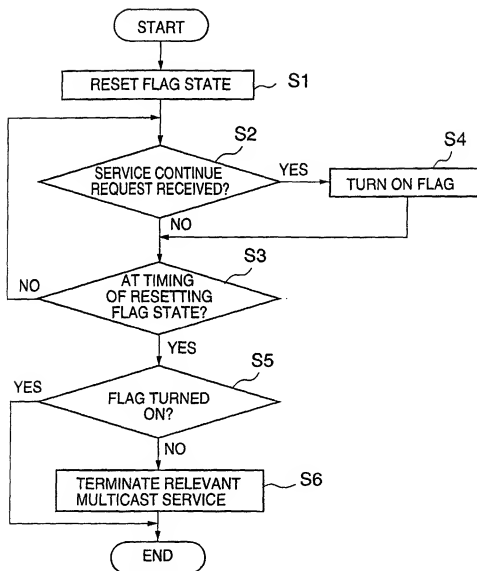 START
RESET FLAG STATE
S1
S2
SERVICE CONTINUE
REQUEST RECEIVED?
YES
S4
TURN ON FLAG
NO
S3
AT TIMING
OF RESETTING
FLAG STATE?
NO
YES
S5
FLAG TURNED
ON?
YES
NO
TERMINATE RELEVANT
MULTICAST SERVICE
S6
END